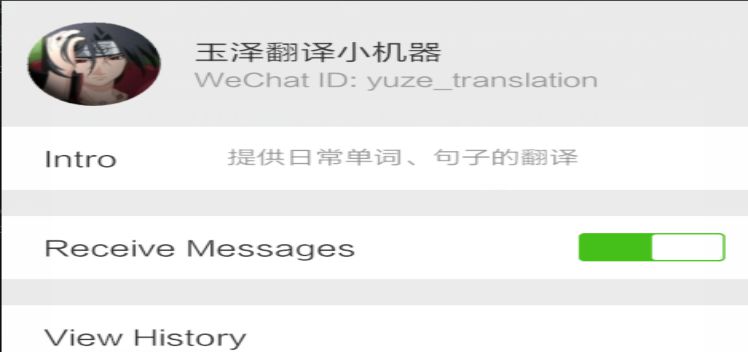 玉泽翻译小机器
WeChat ID: yuze_translation
Intro 提供日常单词、句子的翻译
Receive Messages
View History